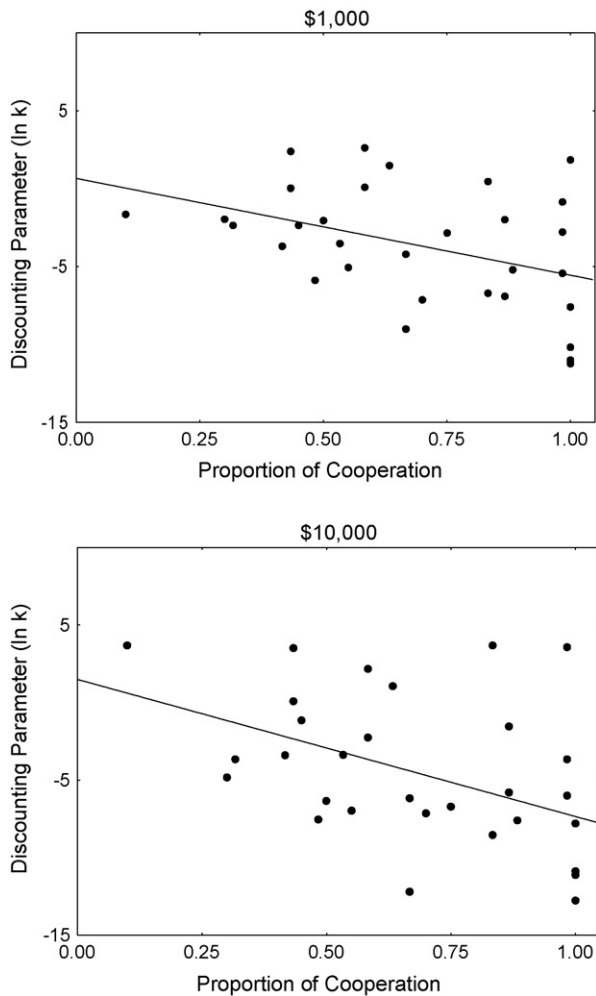 $1,000
Discounting Parameter (ln k)
5
-5
-15
0.00 0.25 0.50 0.75 1.00
Proportion of Cooperation
$10,000
Discounting Parameter (ln k)
5
-5
-15
0.00 0.25 0.50 0.75 1.00
Proportion of Cooperation